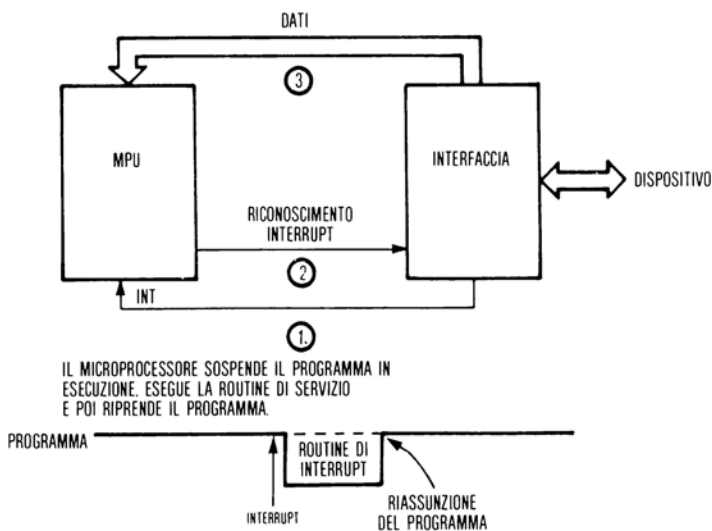 DATI
3
MPU
INTERFACCIA
DISPOSITIVO
RICONOSCIMENTO
INTERRUPT
2
INT
1.
IL MICROPROCESSORE SOSPENDE IL PROGRAMMA IN
ESECUZIONE. ESEGUE LA ROUTINE DI SERVIZIO
E POI RIPRENDE IL PROGRAMMA.
PROGRAMMA
ROUTINE DI
INTERRUPT
INTERRUPT
RIASSUNZIONE
DEL PROGRAMMA